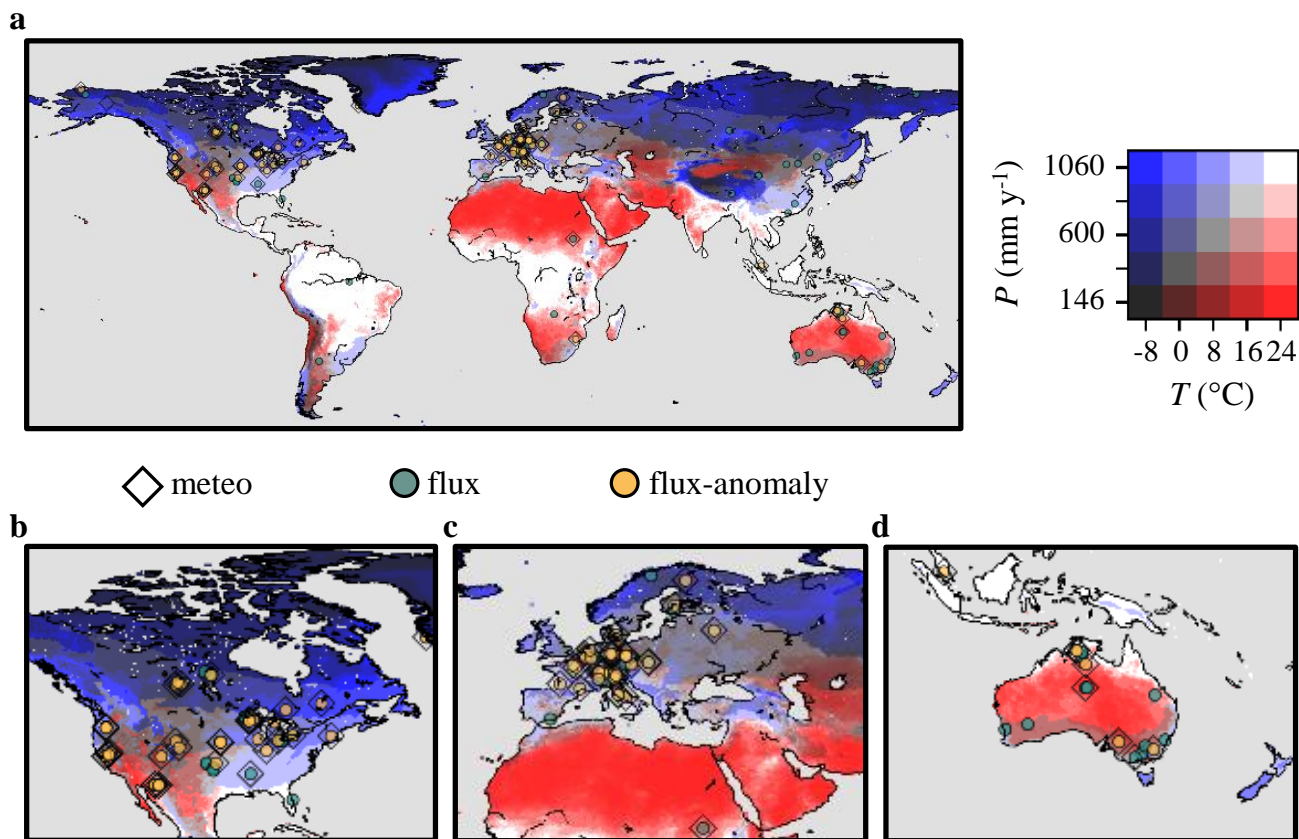 a
P (mm y⁻¹)
1060
600
146
-8 0 8 16 24
T (°C)
meteo flux flux-anomaly
b c d